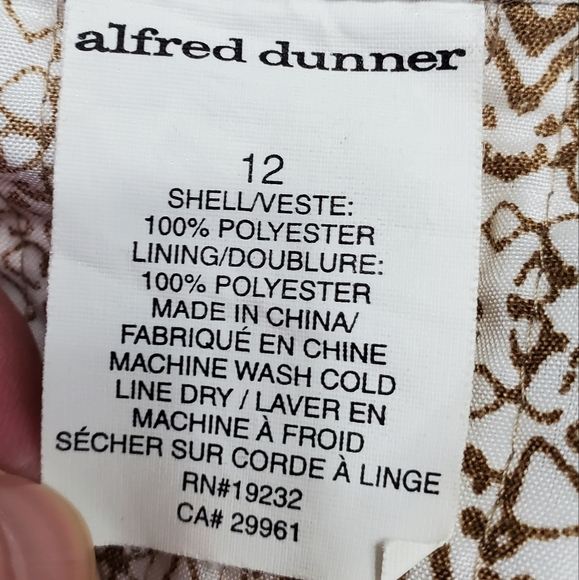 alfred dunner
12
SHELL/VESTE:
100% POLYESTER
LINING/DOUBLURE:
100% POLYESTER
MADE IN CHINA/
FABRIQUÉ EN CHINE
MACHINE WASH COLD
LINE DRY / LAVER EN
MACHINE À FROID
SÉCHER SUR CORDE À LINGE
RN#19232
CA# 29961